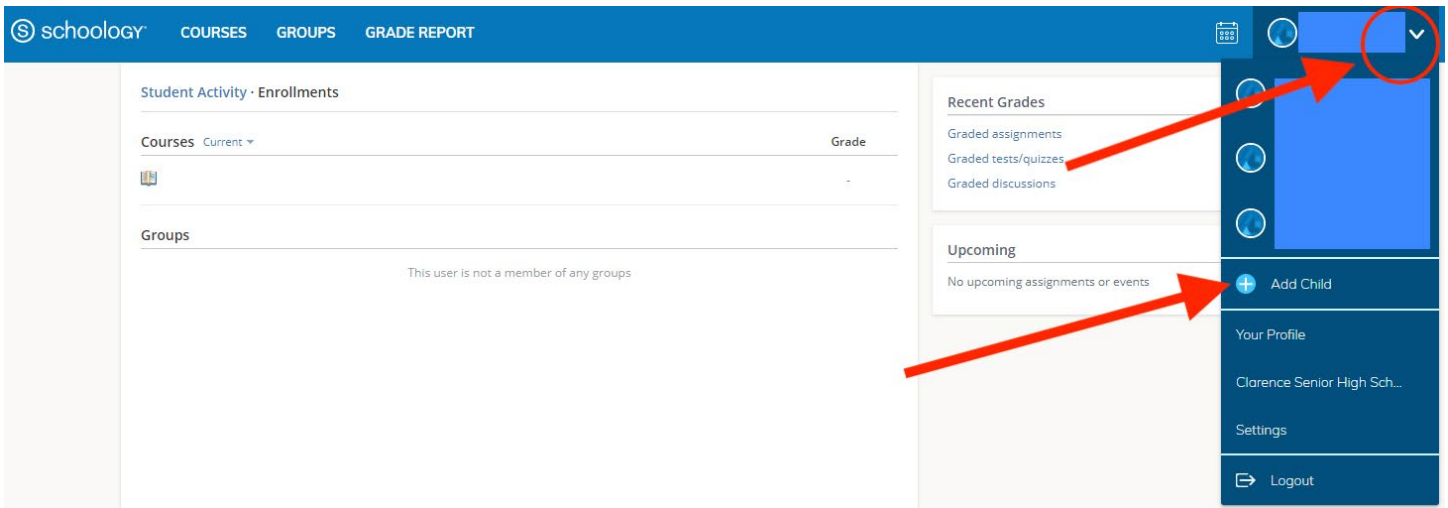 schoology COURSES GROUPS GRADE REPORT
Student Activity · Enrollments
Courses Current Grade
-
Groups
This user is not a member of any groups
Recent Grades
Graded assignments
Graded tests/quizzes
Graded discussions
Upcoming
No upcoming assignments or events
Add Child
Your Profile
Clarence Senior High Sch...
Settings
Logout